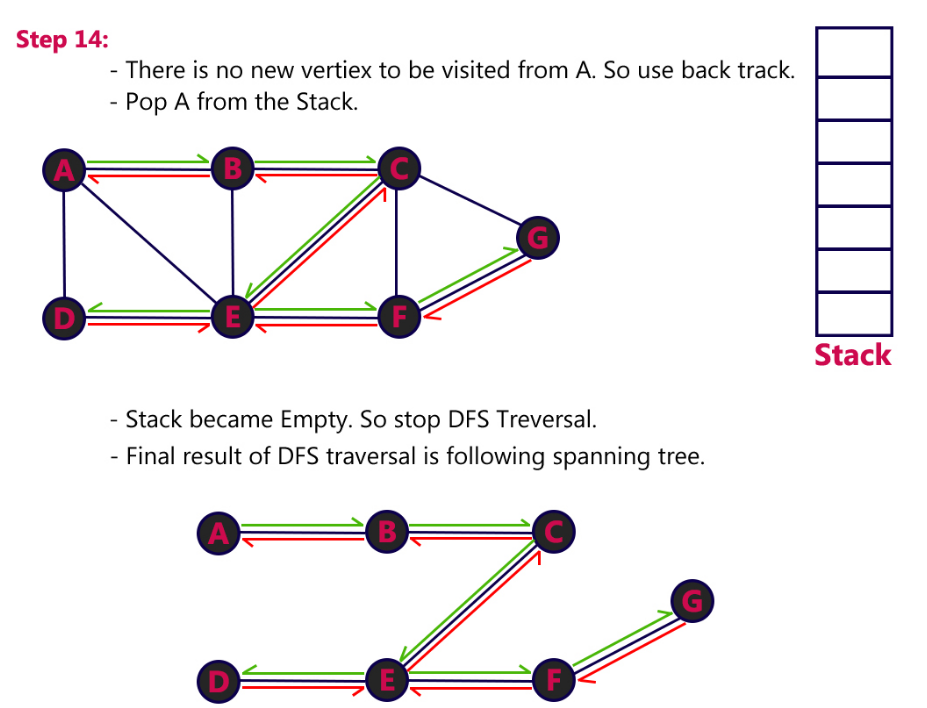 Step 14:
- There is no new vertiex to be visited from A. So use back track.
- Pop A from the Stack.
A B C
G
D E F
Stack
- Stack became Empty. So stop DFS Treversal.
- Final result of DFS traversal is following spanning tree.
A B C
G
D E F